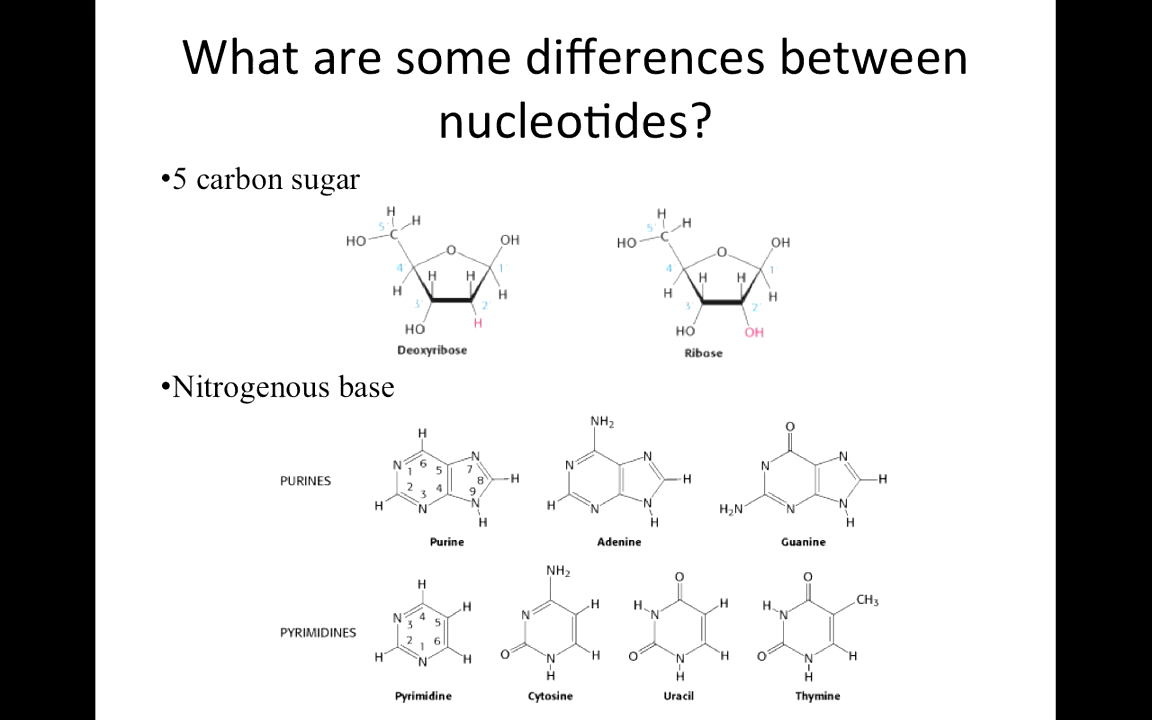 What are some differences between
nucleotides?
•5 carbon sugar
H
H
5'
C
HO
O
OH
4'
H
H
1'
H
H
3'
2'
HO
H
Deoxyribose
H
H
5'
C
HO
O
OH
4'
H
H
1'
H
H
3'
2'
HO
OH
Ribose
•Nitrogenous base
PURINES
H
N
6
5
7
N
1
8
H
2
3
4
9
H
N
N
H
Purine
NH₂
N
N
H
H
N
N
H
Adenine
O
N
N
H
H₂N
N
N
H
Guanine
PYRIMIDINES
H
H
N
3
4
5
2
1
6
H
N
H
Pyrimidine
NH₂
H
N
O
N
H
H
Cytosine
O
H
N
H
O
N
H
H
Uracil
O
H
N
CH₃
O
N
H
H
Thymine